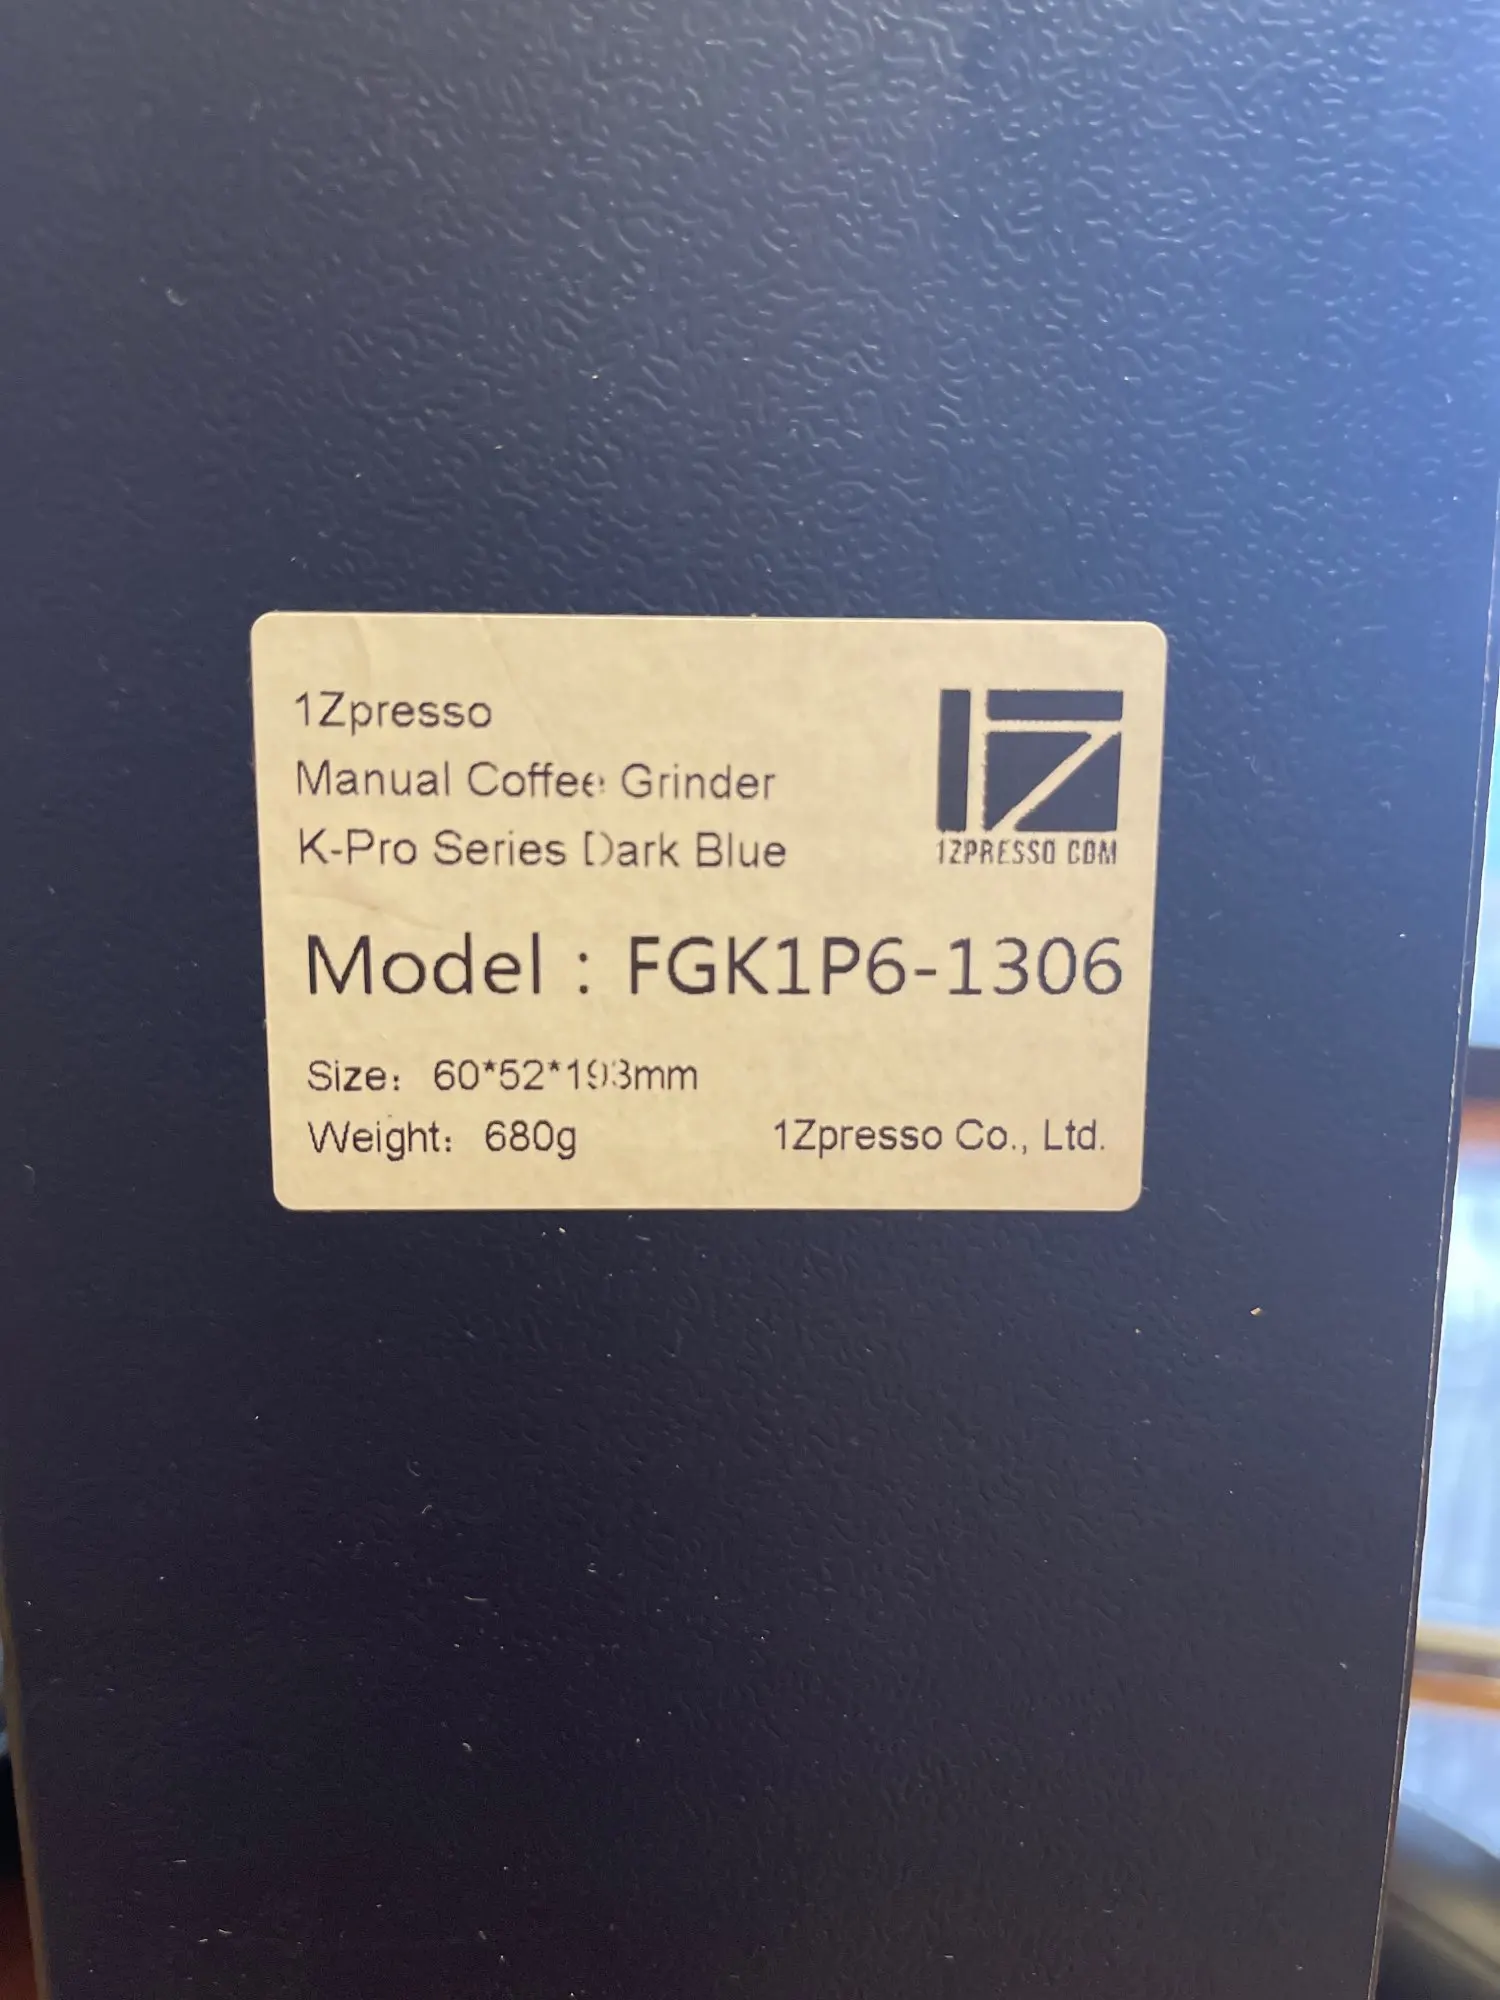 1Zpresso
Manual Coffee Grinder
K-Pro Series Dark Blue
1ZPRESSO COM
Model : FGK1P6-1306
Size: 60*52*193mm
Weight: 680g
1Zpresso Co., Ltd.